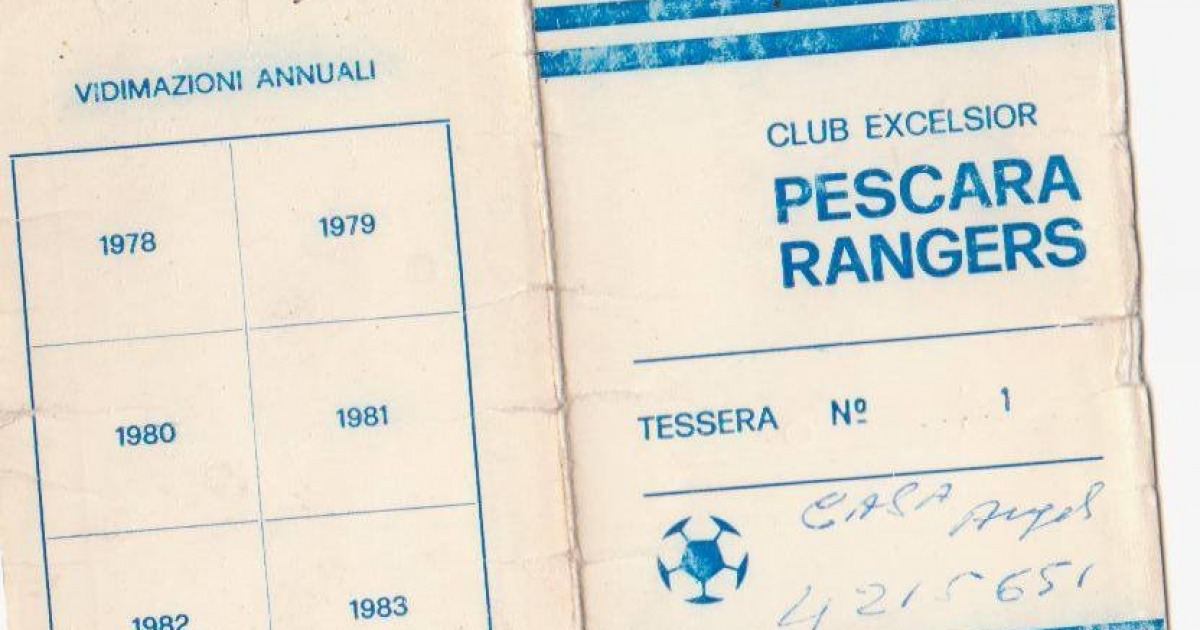 VIDIMAZIONI ANNUALI
1978 1979
1980 1981
1982 1983
CLUB EXCELSIOR
PESCARA
RANGERS
TESSERA Nº 1
CASA
4215651